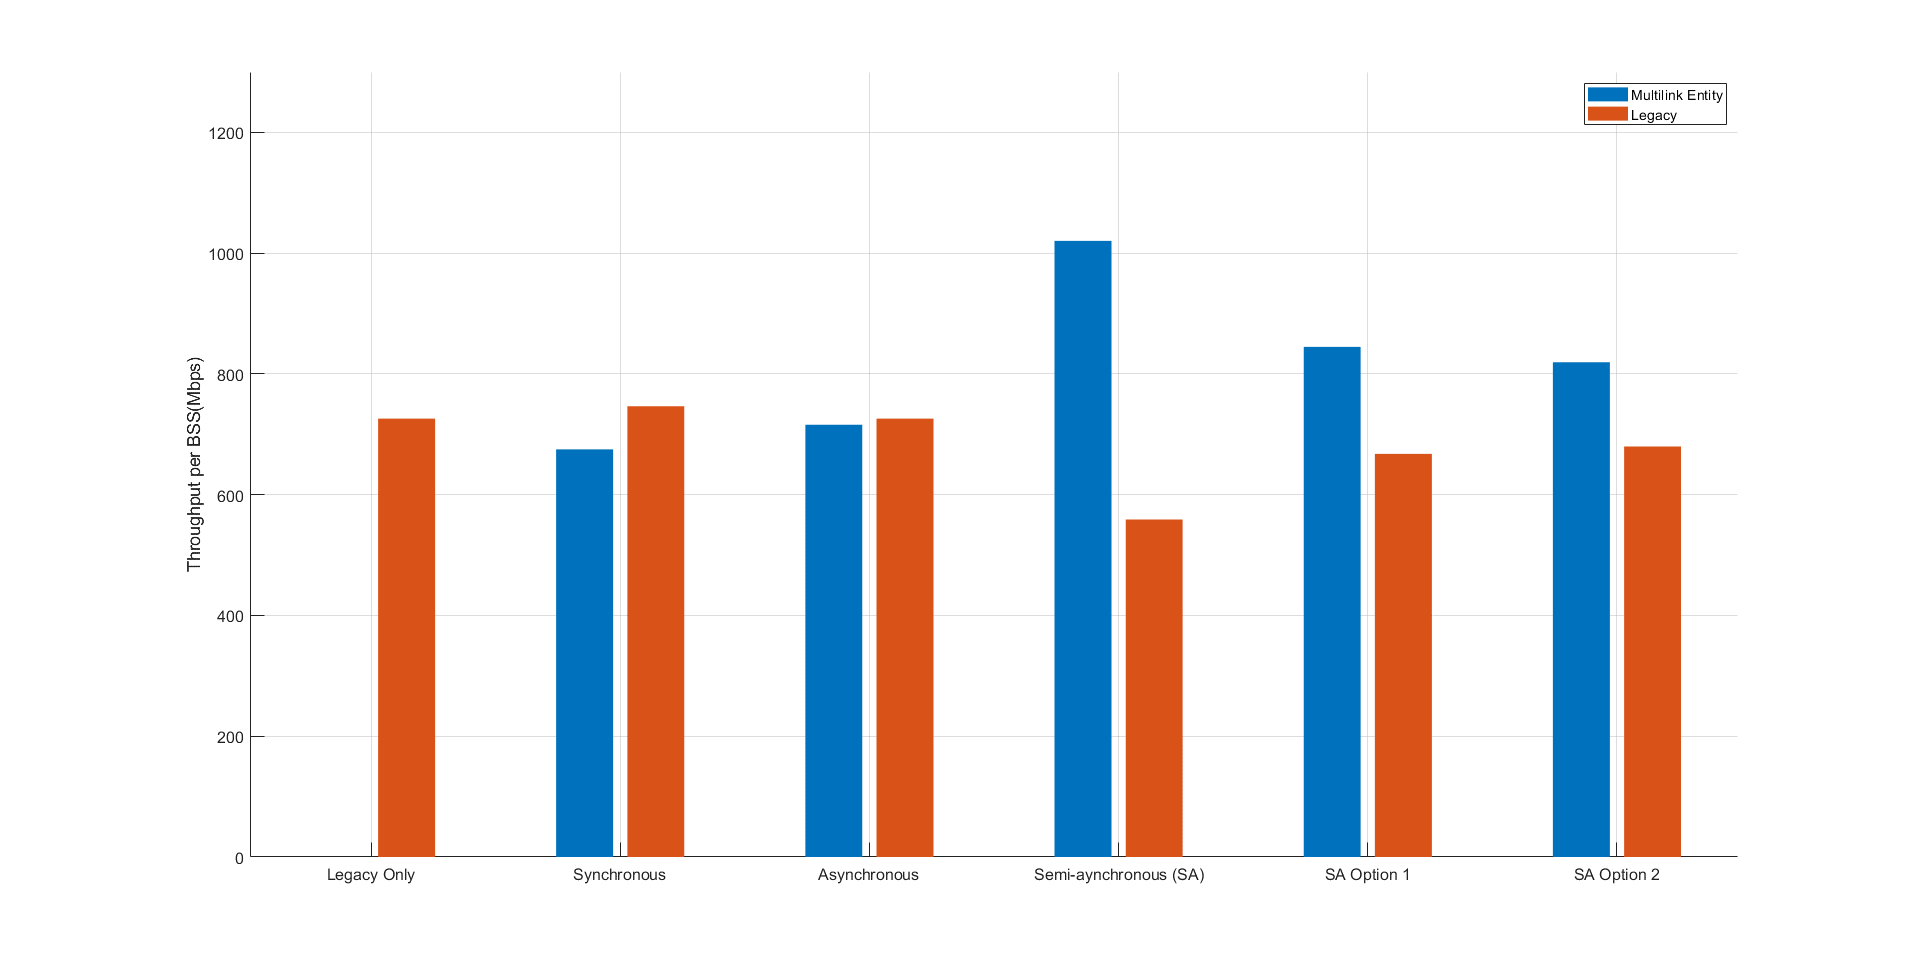 Multilink Entity
Legacy
1200
1000
800
600
400
200
0
Throughput per BSS(Mbps)
Legacy Only
Synchronous
Asynchronous
Semi-aynchronous (SA)
SA Option 1
SA Option 2